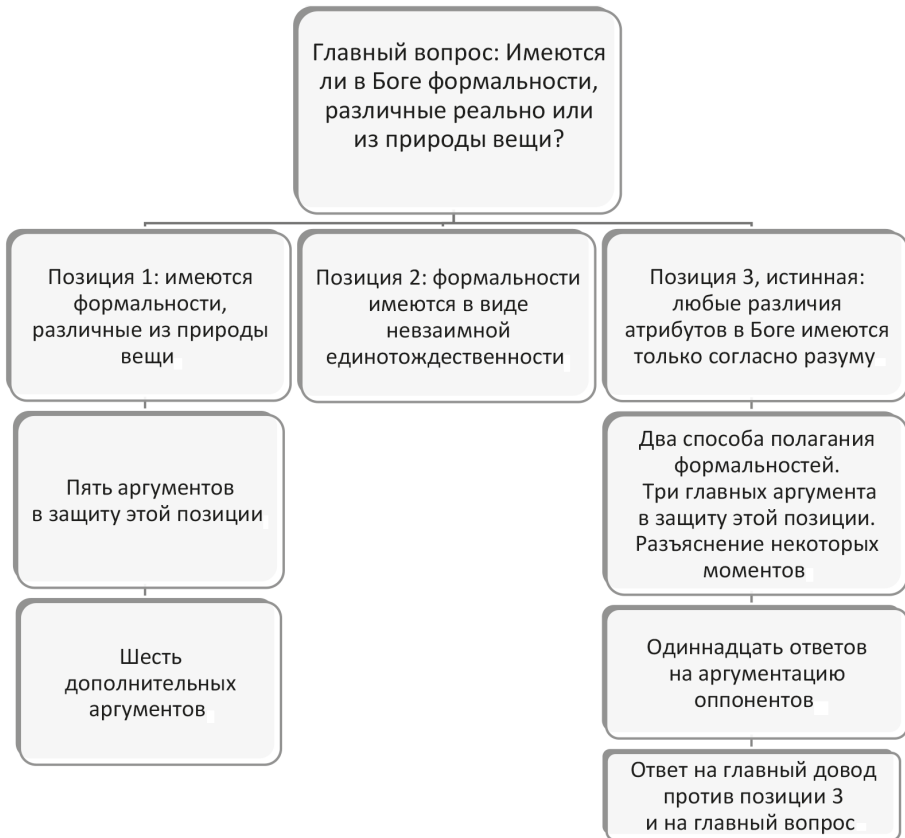 Главный вопрос: Имеются
ли в Боге формальности,
различные реально или
из природы вещи?
Позиция 1: имеются
формальности,
различные из природы
вещи
Пять аргументов
в защиту этой позиции
Шесть
дополнительных
аргументов
Позиция 2: формальности
имеются в виде
невзаимной
единотождественности
Позиция 3, истинная:
любые различия
атрибутов в Боге имеются
только согласно разуму
Два способа полагания
формальностей.
Три главных аргумента
в защиту этой позиции.
Разъяснение некоторых
моментов
Одиннадцать ответов
на аргументацию
оппонентов
Ответ на главный довод
против позиции 3
и на главный вопрос